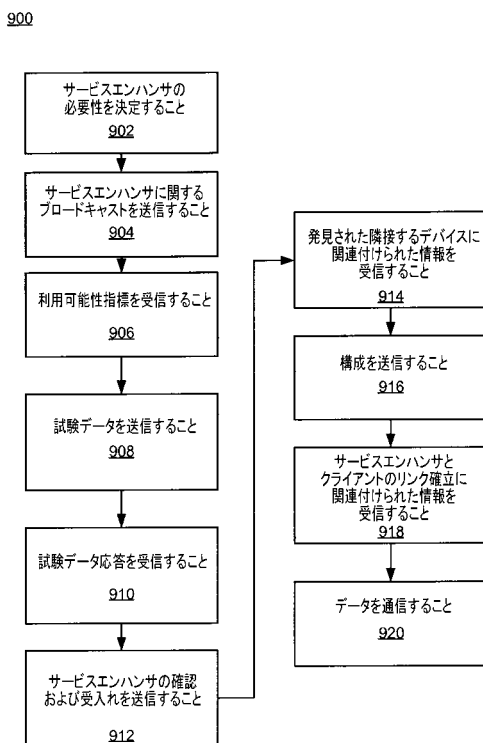 900
サービスエンハンサの
必要性を決定すること
902
サービスエンハンサに関する
ブロードキャストを送信すること
904
利用可能性指標を受信すること
906
試験データを送信すること
908
試験データ応答を受信すること
910
サービスエンハンサの確認
および受入れを送信すること
912
発見された隣接するデバイスに
関連付けられた情報を
受信すること
914
構成を送信すること
916
サービスエンハンサと
クライアントのリンク確立に
関連付けられた情報を
受信すること
918
データを通信すること
920